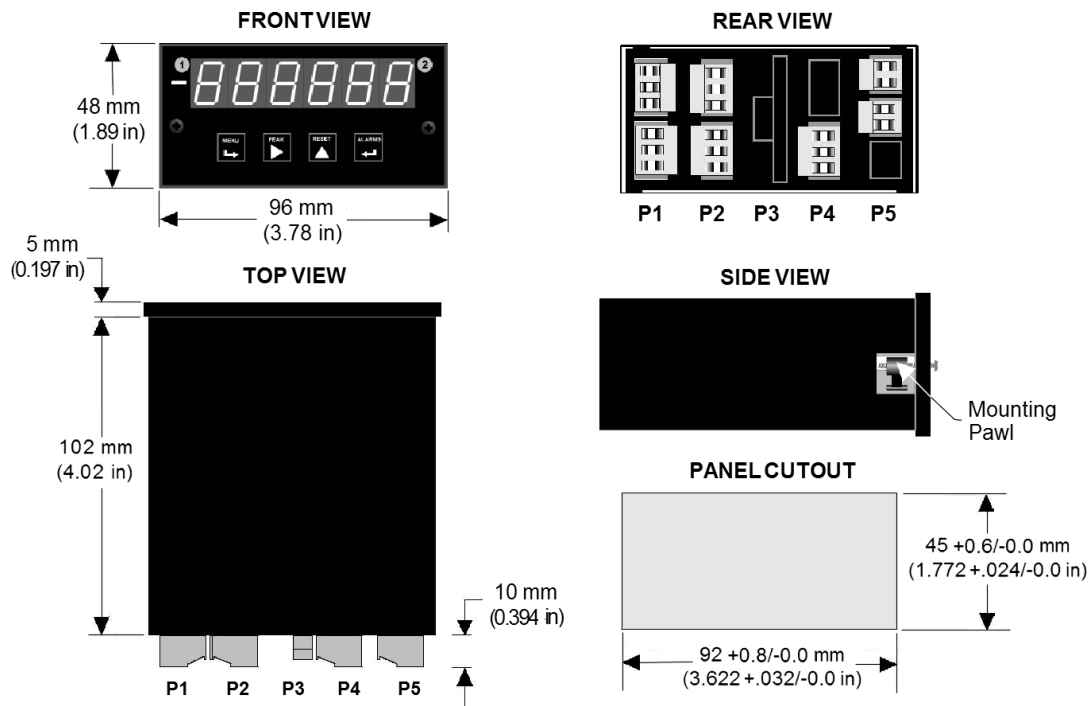 FRONT VIEW
1
2
888888
MENU
PEAK
RESET
ALARMS
48 mm
(1.89 in)
96 mm
(3.78 in)
REAR VIEW
P1 P2 P3 P4 P5
5 mm
(0.197 in)
TOP VIEW
102 mm
(4.02 in)
10 mm
(0.394 in)
P1 P2 P3 P4 P5
SIDE VIEW
Mounting
Pawl
PANEL CUTOUT
45 +0.6/-0.0 mm
(1.772 +.024/-0.0 in)
92 +0.8/-0.0 mm
(3.622 +.032/-0.0 in)